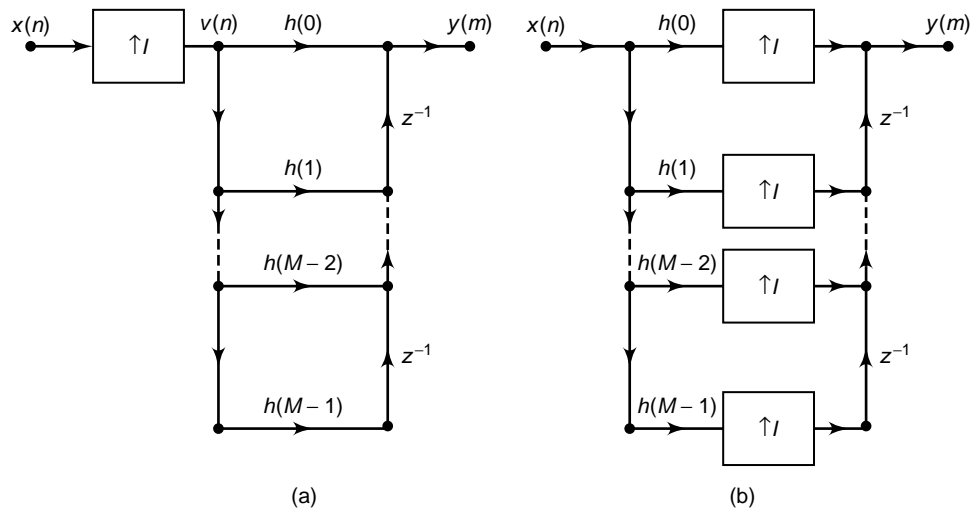 x(n)
↑I
v(n)
h(0)
y(m)
z⁻¹
h(1)
h(M – 2)
z⁻¹
h(M – 1)
(a)
x(n)
h(0)
↑I
y(m)
z⁻¹
h(1)
↑I
h(M – 2)
↑I
z⁻¹
h(M – 1)
↑I
(b)